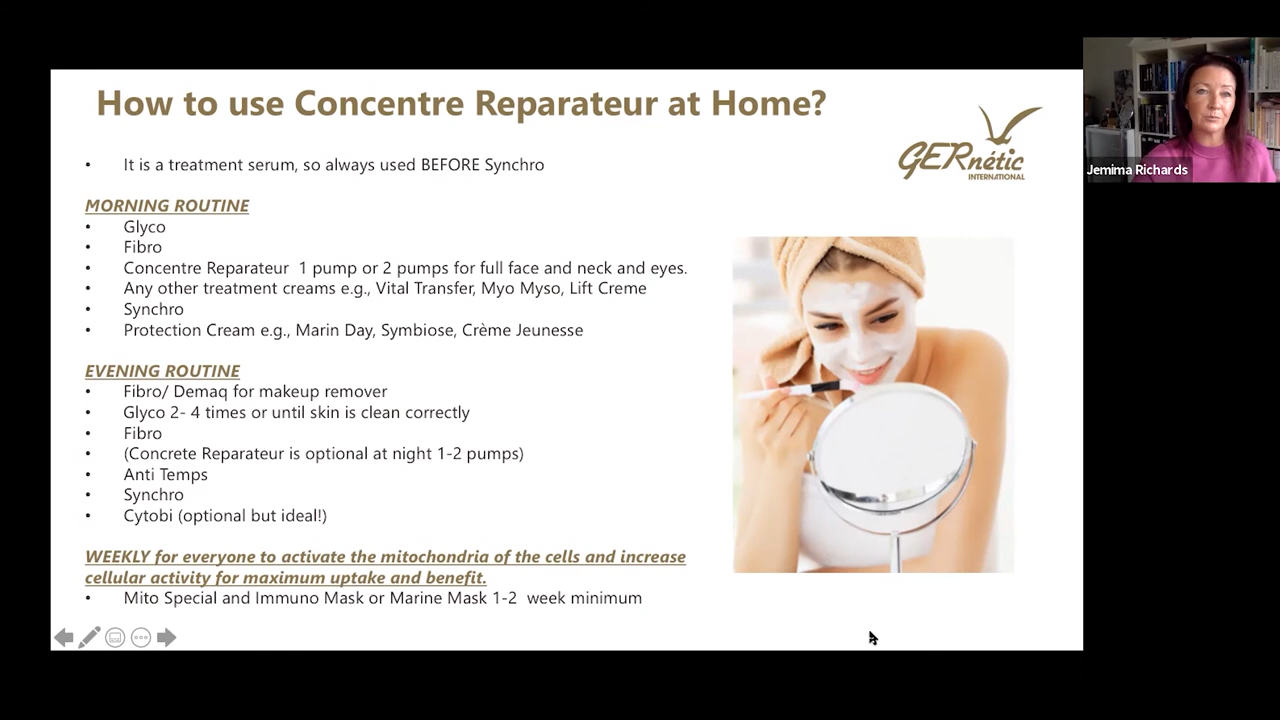 How to use Concentre Reparateur at Home?
GERnétic
INTERNATIONAL
Jemima Richards
• It is a treatment serum, so always used BEFORE Synchro
MORNING ROUTINE
• Glyco
• Fibro
• Concentre Reparateur  1 pump or 2 pumps for full face and neck and eyes.
• Any other treatment creams e.g., Vital Transfer, Myo Myso, Lift Creme
• Synchro
• Protection Cream e.g., Marin Day, Symbiose, Crème Jeunesse
EVENING ROUTINE
• Fibro/ Demaq for makeup remover
• Glyco 2- 4 times or until skin is clean correctly
• Fibro
• (Concrete Reparateur is optional at night 1-2 pumps)
• Anti Temps
• Synchro
• Cytobi (optional but ideal!)
WEEKLY for everyone to activate the mitochondria of the cells and increase
cellular activity for maximum uptake and benefit.
• Mito Special and Immuno Mask or Marine Mask 1-2  week minimum